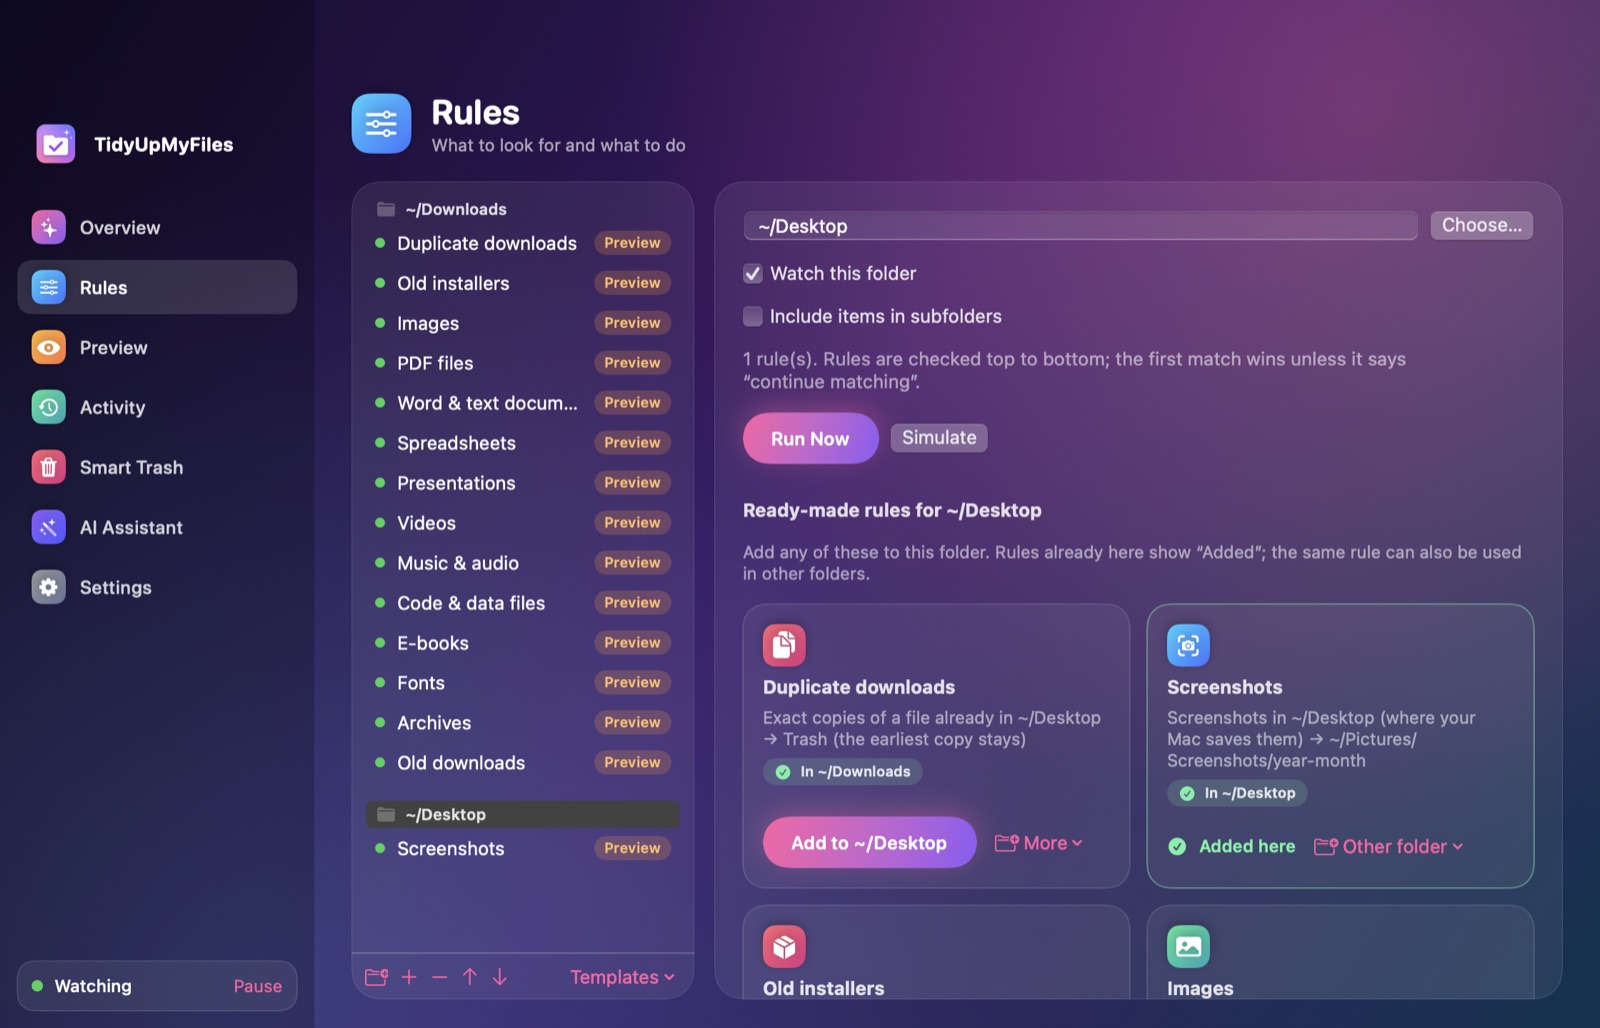 TidyUpMyFiles
Overview
Rules
Preview
Activity
Smart Trash
AI Assistant
Settings
Watching
Pause
Rules
What to look for and what to do
~/Downloads
Duplicate downloads Preview
Old installers Preview
Images Preview
PDF files Preview
Word & text docum... Preview
Spreadsheets Preview
Presentations Preview
Videos Preview
Music & audio Preview
Code & data files Preview
E-books Preview
Fonts Preview
Archives Preview
Old downloads Preview
~/Desktop
Screenshots Preview
Templates
~/Desktop
Choose...
Watch this folder
Include items in subfolders
1 rule(s). Rules are checked top to bottom; the first match wins unless it says
“continue matching”.
Run Now
Simulate
Ready-made rules for ~/Desktop
Add any of these to this folder. Rules already here show “Added”; the same rule can also be used
in other folders.
Duplicate downloads
Exact copies of a file already in ~/Desktop
→ Trash (the earliest copy stays)
In ~/Downloads
Add to ~/Desktop
More
Screenshots
Screenshots in ~/Desktop (where your
Mac saves them) → ~/Pictures/
Screenshots/year-month
In ~/Desktop
Added here
Other folder
Old installers
Images